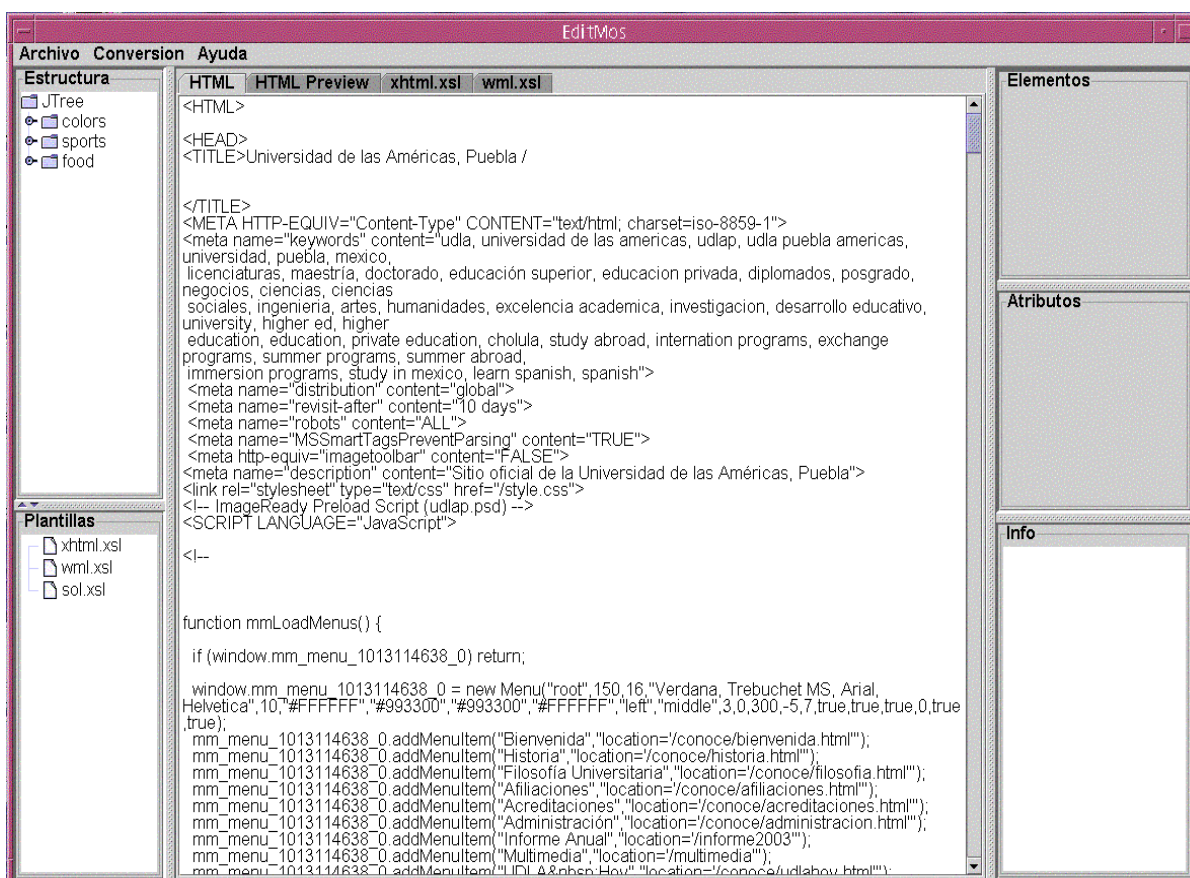 EditMos
Archivo Conversion Ayuda
Estructura
JTree
colors
sports
food
Plantillas
xhtml.xsl
wml.xsl
sol.xsl
HTML HTML Preview xhtml.xsl wml.xsl
<HTML>
<HEAD>
<TITLE>Universidad de las Américas, Puebla /
</TITLE>
<META HTTP-EQUIV="Content-Type" CONTENT="text/html; charset=iso-8859-1">
<meta name="keywords" content="udla, universidad de las americas, udlap, udla puebla americas,
universidad, puebla, mexico,
licenciaturas, maestría, doctorado, educación superior, educacion privada, diplomados, posgrado,
negocios, ciencias, ciencias
sociales, ingenieria, artes, humanidades, excelencia academica, investigacion, desarrollo educativo,
university, higher ed, higher
education, education, private education, cholula, study abroad, internation programs, exchange
programs, summer programs, summer abroad,
immersion programs, study in mexico, learn spanish, spanish">
<meta name="distribution" content="global">
<meta name="revisit-after" content="10 days">
<meta name="robots" content="ALL">
<meta name="MSSmartTagsPreventParsing" content="TRUE">
<meta http-equiv="imagetoolbar" content="FALSE">
<meta name="description" content="Sitio oficial de la Universidad de las Américas, Puebla">
<link rel="stylesheet" type="text/css" href="/style.css">
<!-- ImageReady Preload Script (udlap.psd) -->
<SCRIPT LANGUAGE="JavaScript">
<!--
function mmLoadMenus() {
if (window.mm_menu_1013114638_0) return;
window.mm_menu_1013114638_0 = new Menu("root",150,16,"Verdana, Trebuchet MS, Arial,
Helvetica",10,"#FFFFFF","#993300","#993300","#FFFFFF","left","middle",3,0,300,-5,7,true,true,true,0,true
,true);
mm_menu_1013114638_0.addMenuItem("Bienvenida","location='/conoce/bienvenida.html'");
mm_menu_1013114638_0.addMenuItem("Historia","location='/conoce/historia.html'");
mm_menu_1013114638_0.addMenuItem("Filosofía Universitaria","location='/conoce/filosofia.html'");
mm_menu_1013114638_0.addMenuItem("Afiliaciones","location='/conoce/afiliaciones.html'");
mm_menu_1013114638_0.addMenuItem("Acreditaciones","location='/conoce/acreditaciones.html'");
mm_menu_1013114638_0.addMenuItem("Administración","location='/conoce/administracion.html'");
mm_menu_1013114638_0.addMenuItem("Informe Anual","location='/informe2003'");
mm_menu_1013114638_0.addMenuItem("Multimedia","location='/multimedia'");
mm_menu_1013114638_0.addMenuItem("UDLA&nbsp;Hoy","location='/conoce/udlahoy.html'");
Elementos
Atributos
Info